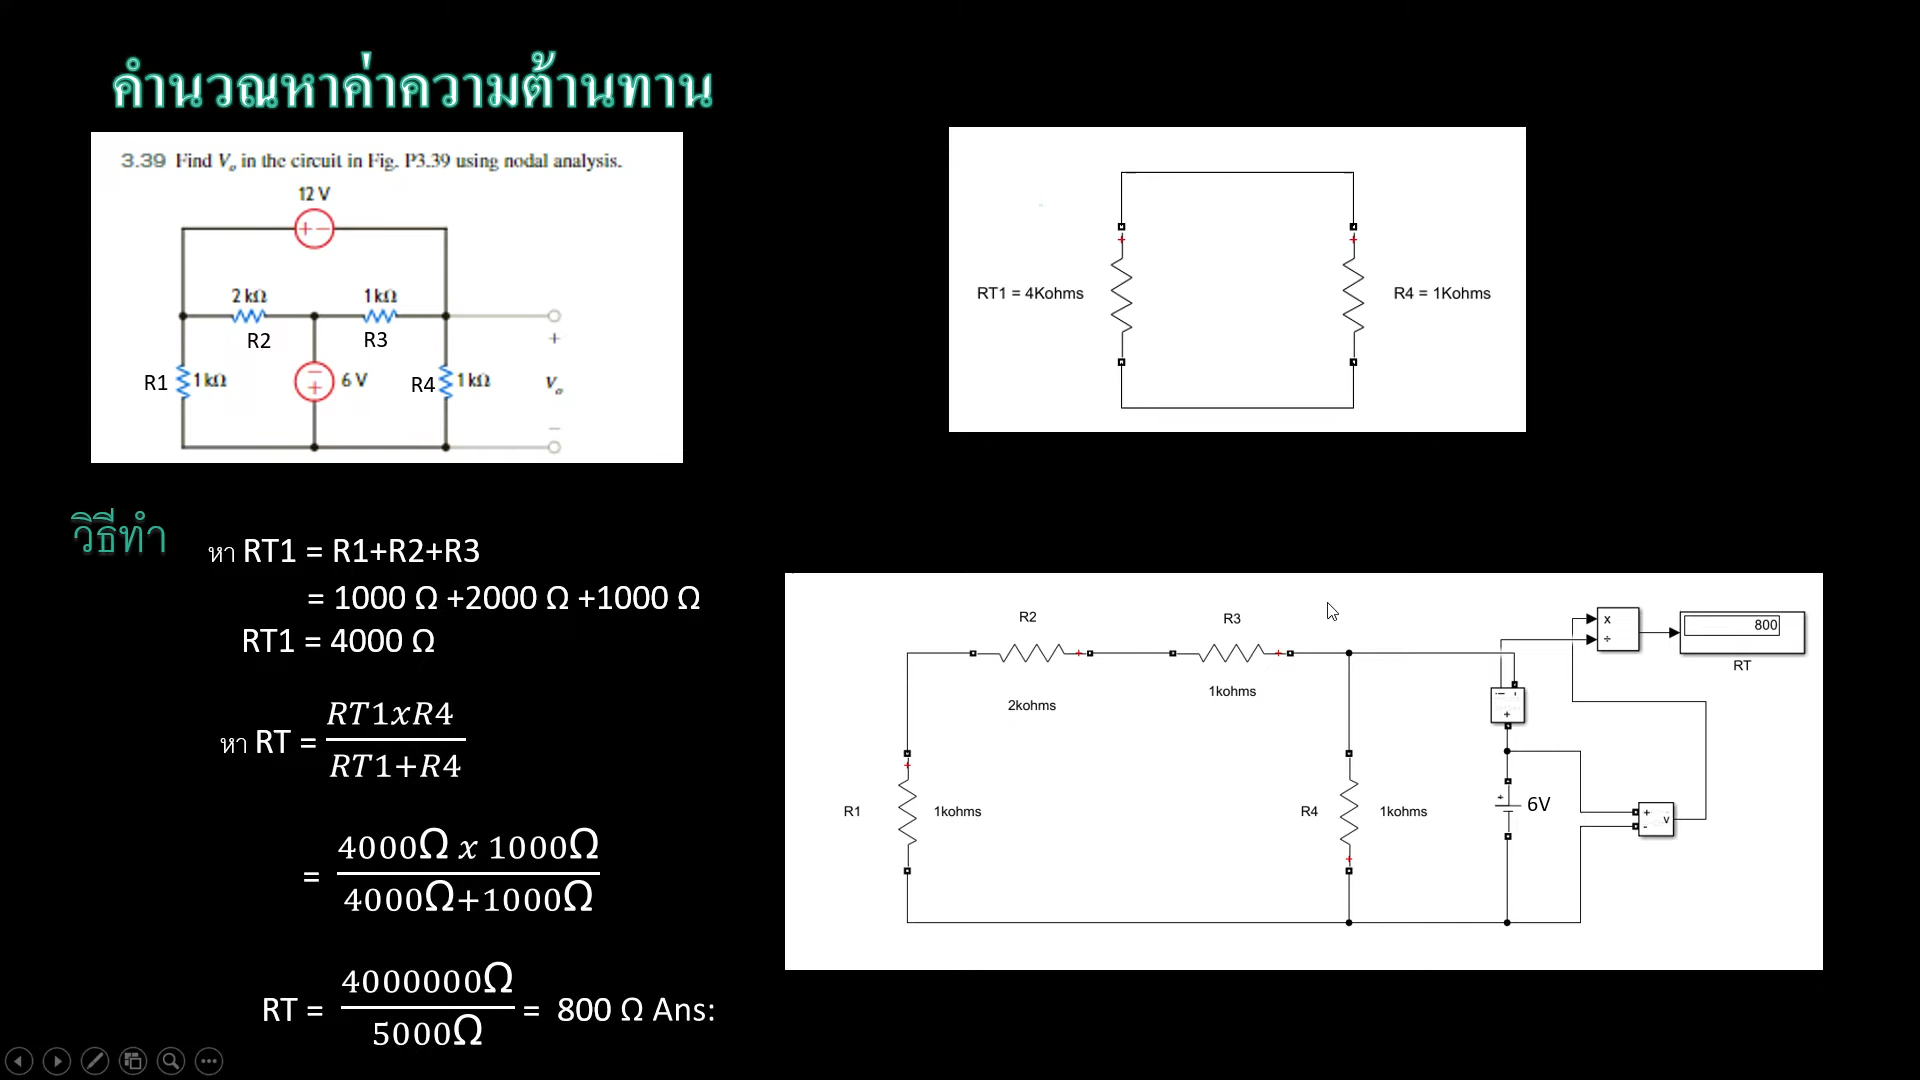 คำนวณหาค่าความต้านทาน
3.39 Find Vo in the circuit in Fig. P3.39 using nodal analysis.
12 V
+ −
2 kΩ
1 kΩ
R2
R3
+
R1
1 kΩ
−
+
6 V
R4
1 kΩ
Vo
−
RT1 = 4Kohms
+
+
R4 = 1Kohms
วิธีทำ
หา RT1 = R1+R2+R3
= 1000 Ω +2000 Ω +1000 Ω
RT1 = 4000 Ω
หา RT =
RT1xR4
RT1+R4
=
4000Ω x 1000Ω
4000Ω+1000Ω
RT =
4000000Ω
5000Ω
= 800 Ω Ans:
R2
R3
+
+
2kohms
1kohms
x
÷
800
RT
+
R1
1kohms
R4
1kohms
+
+
+
6V
+
-
v